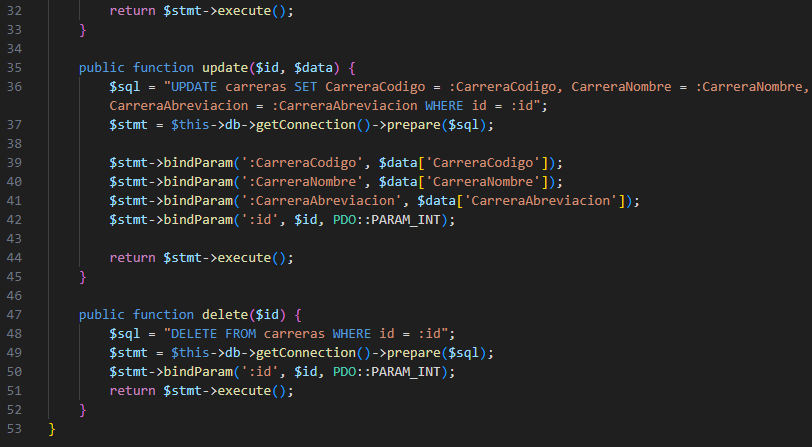 32 return $stmt->execute();
33 }
34
35 public function update($id, $data) {
36 $sql = "UPDATE carreras SET CarreraCodigo = :CarreraCodigo, CarreraNombre = :CarreraNombre,
CarreraAbreviacion = :CarreraAbreviacion WHERE id = :id";
37 $stmt = $this->db->getConnection()->prepare($sql);
38
39 $stmt->bindParam(':CarreraCodigo', $data['CarreraCodigo']);
40 $stmt->bindParam(':CarreraNombre', $data['CarreraNombre']);
41 $stmt->bindParam(':CarreraAbreviacion', $data['CarreraAbreviacion']);
42 $stmt->bindParam(':id', $id, PDO::PARAM_INT);
43
44 return $stmt->execute();
45 }
46
47 public function delete($id) {
48 $sql = "DELETE FROM carreras WHERE id = :id";
49 $stmt = $this->db->getConnection()->prepare($sql);
50 $stmt->bindParam(':id', $id, PDO::PARAM_INT);
51 return $stmt->execute();
52 }
53 }